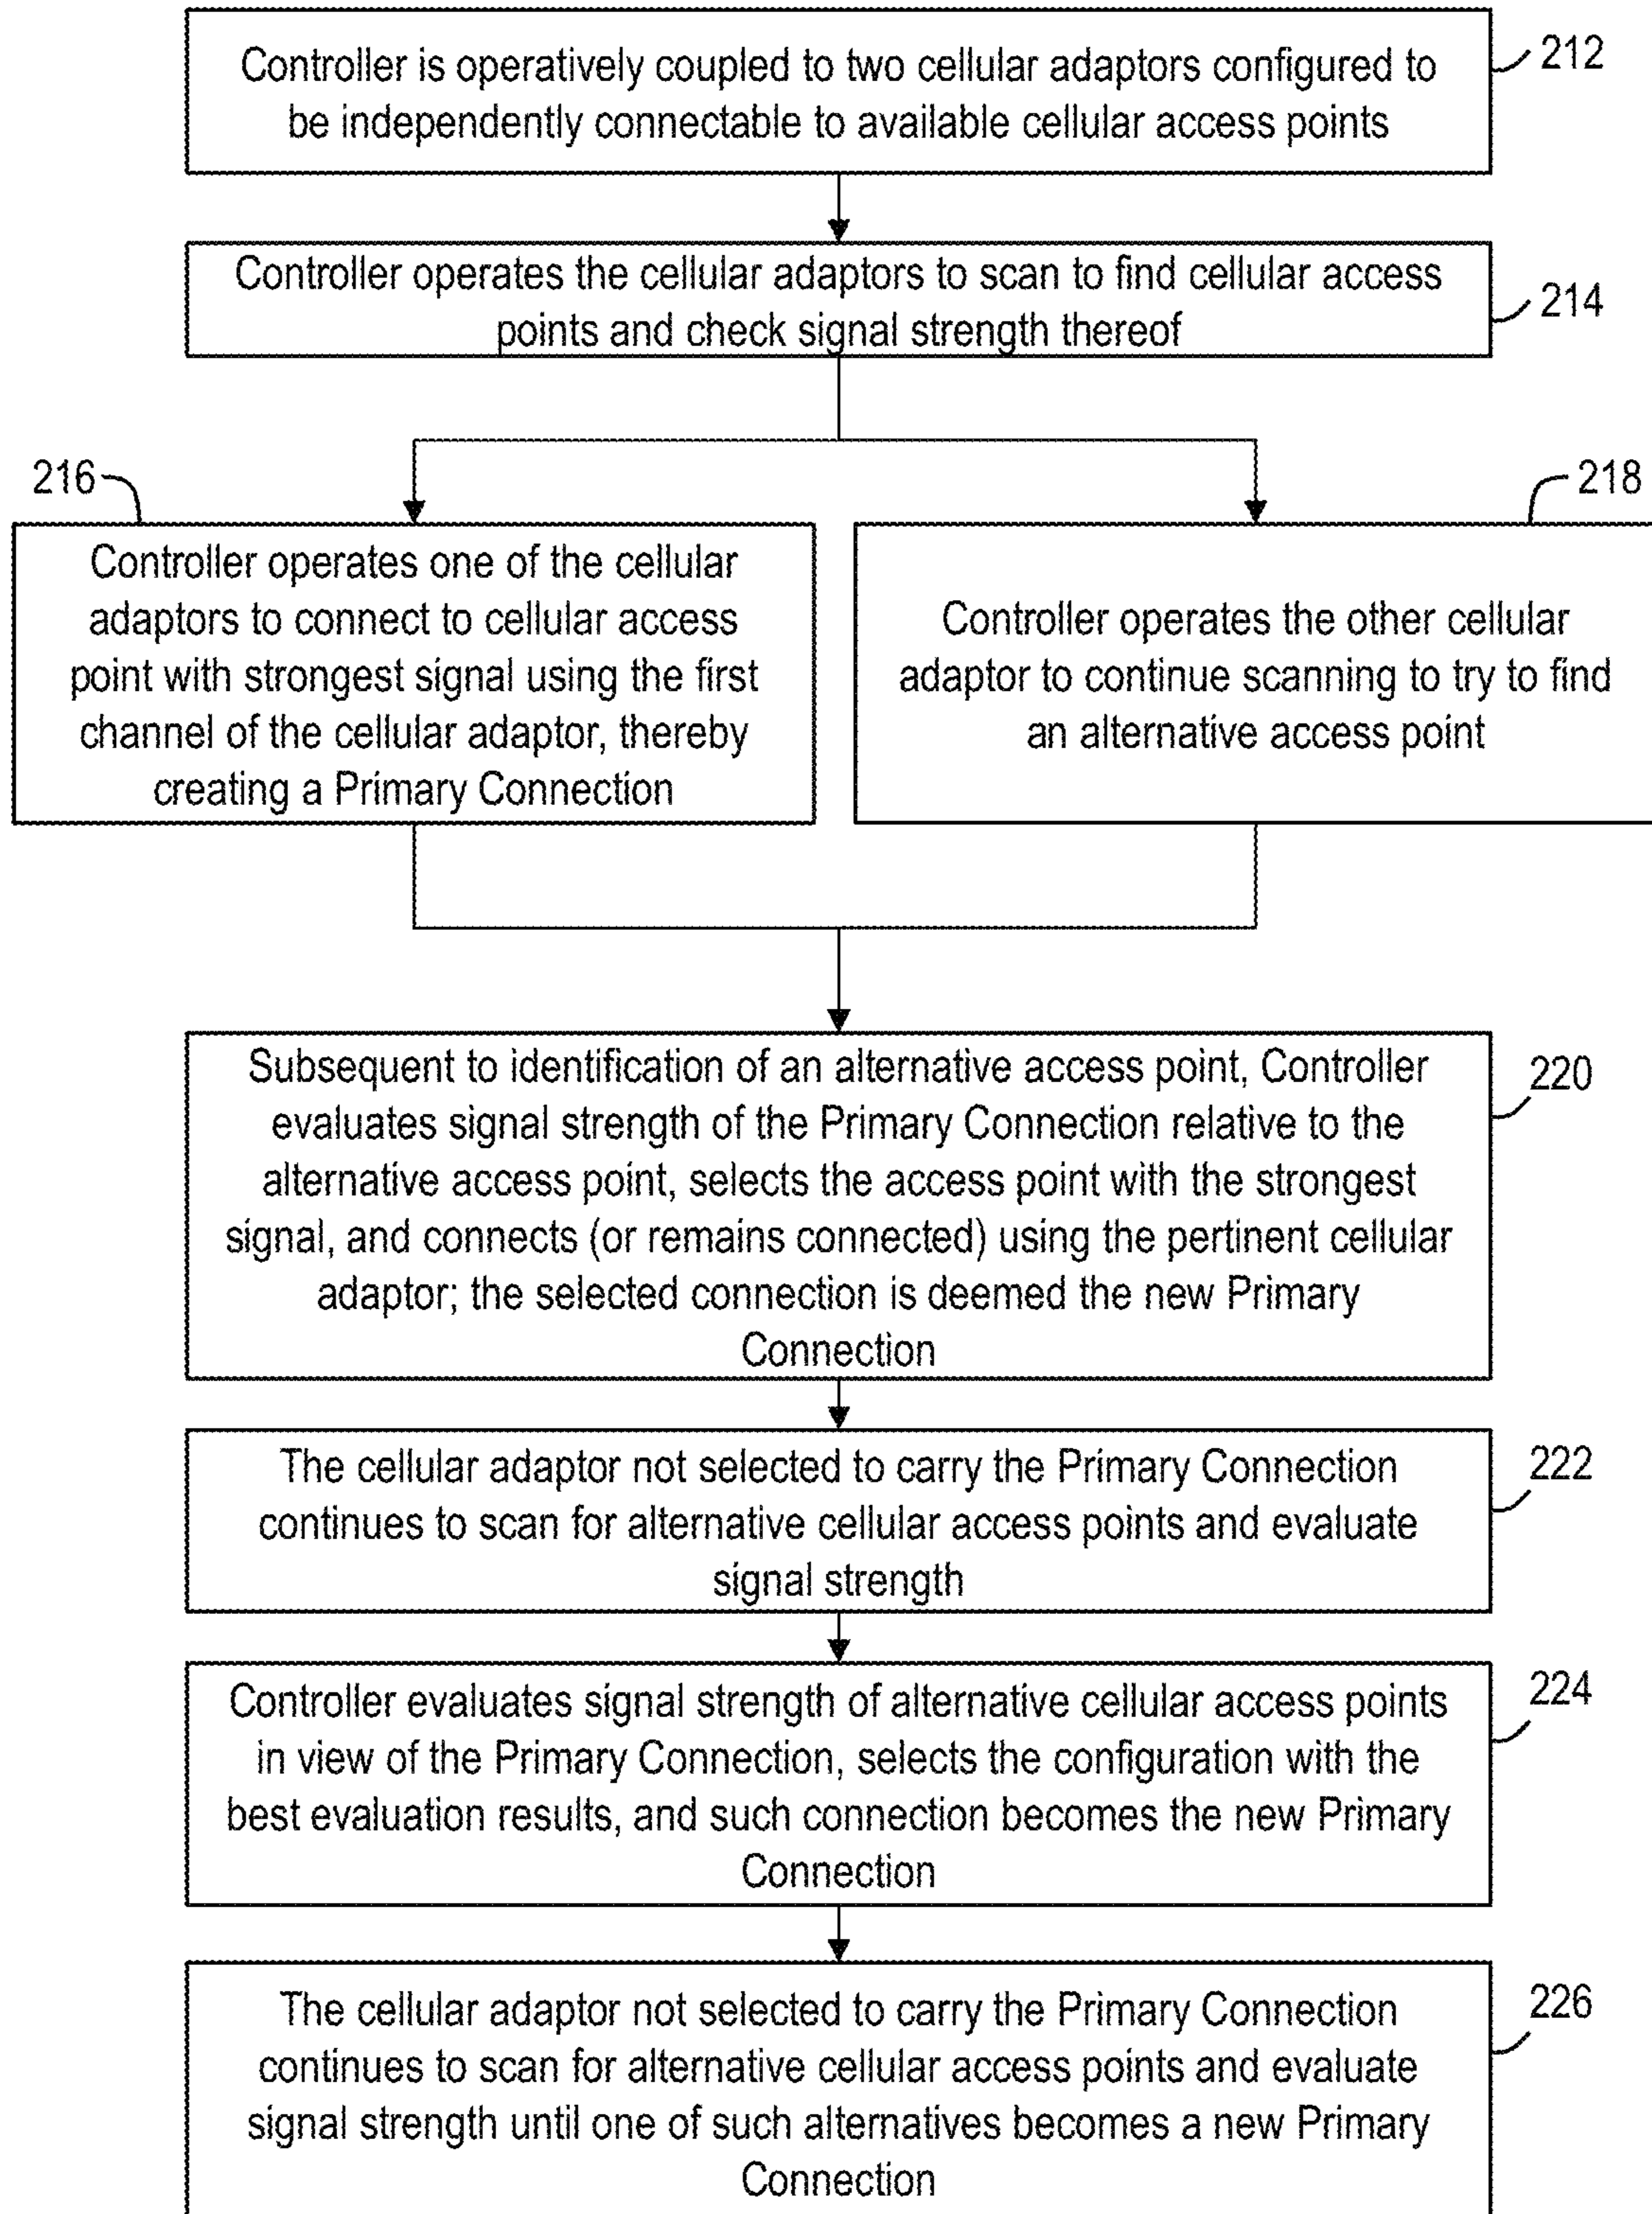 Controller is operatively coupled to two cellular adaptors configured to
be independently connectable to available cellular access points
212
Controller operates the cellular adaptors to scan to find cellular access
points and check signal strength thereof
214
216
Controller operates one of the cellular
adaptors to connect to cellular access
point with strongest signal using the first
channel of the cellular adaptor, thereby
creating a Primary Connection
218
Controller operates the other cellular
adaptor to continue scanning to try to find
an alternative access point
Subsequent to identification of an alternative access point, Controller
evaluates signal strength of the Primary Connection relative to the
alternative access point, selects the access point with the strongest
signal, and connects (or remains connected) using the pertinent cellular
adaptor; the selected connection is deemed the new Primary
Connection
220
The cellular adaptor not selected to carry the Primary Connection
continues to scan for alternative cellular access points and evaluate
signal strength
222
Controller evaluates signal strength of alternative cellular access points
in view of the Primary Connection, selects the configuration with the
best evaluation results, and such connection becomes the new Primary
Connection
224
The cellular adaptor not selected to carry the Primary Connection
continues to scan for alternative cellular access points and evaluate
signal strength until one of such alternatives becomes a new Primary
Connection
226